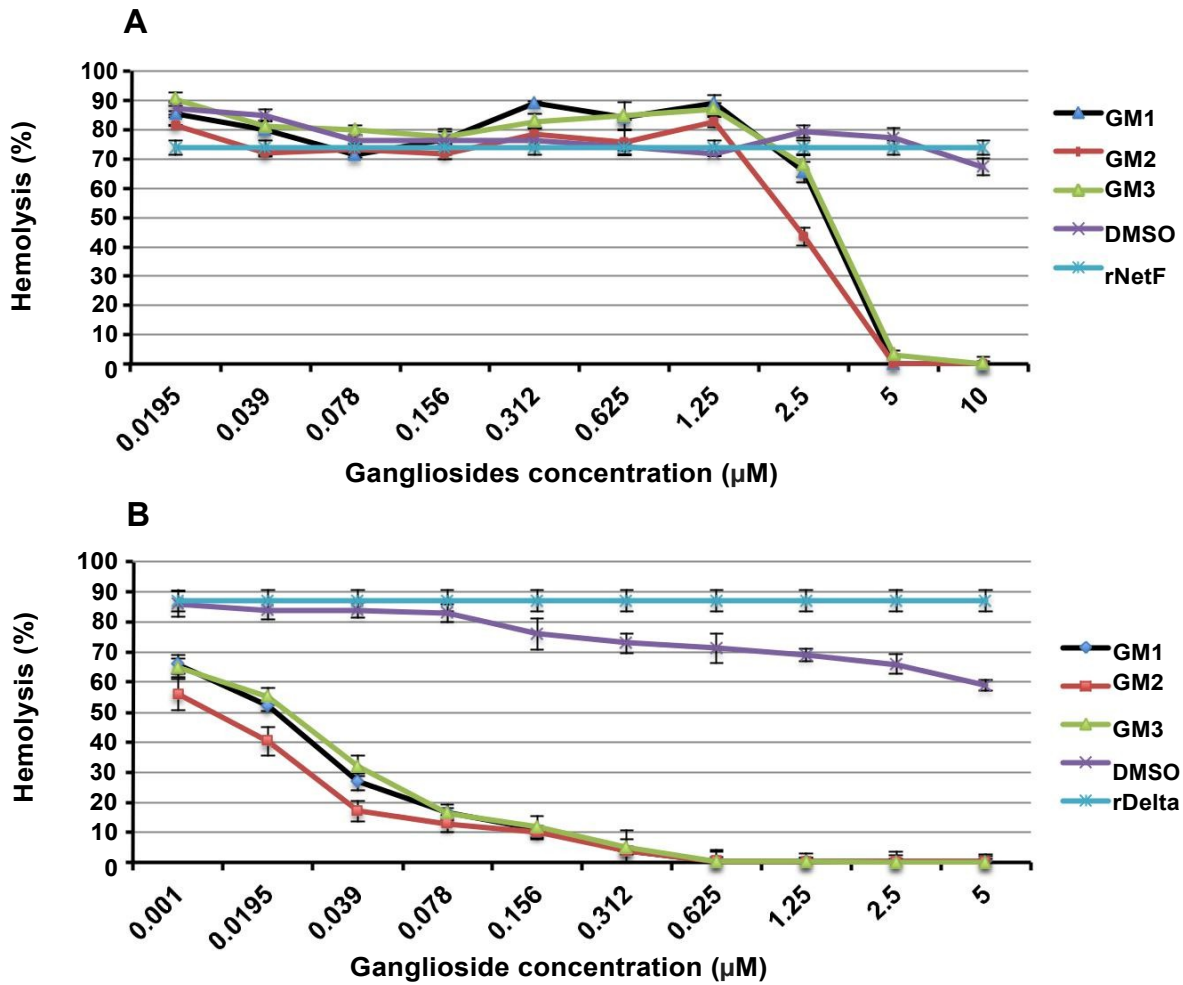 A
100
90
80
70
60
50
40
30
20
10
0
Hemolysis (%)
0.0195
0.039
0.078
0.156
0.312
0.625
1.25
2.5
5
10
Gangliosides concentration (µM)
GM1
GM2
GM3
DMSO
rNetF
B
100
90
80
70
60
50
40
30
20
10
0
Hemolysis (%)
0.001
0.0195
0.039
0.078
0.156
0.312
0.625
1.25
2.5
5
Ganglioside concentration (µM)
GM1
GM2
GM3
DMSO
rDelta